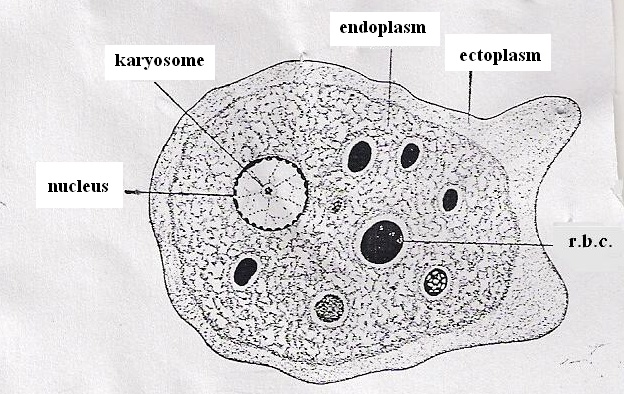 endoplasm
ectoplasm
karyosome
nucleus
r.b.c.